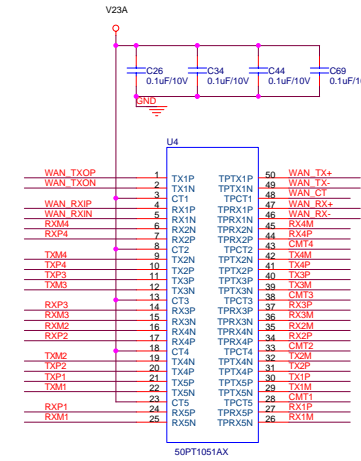 V23A
C26 C34 C44 C69
0.1uF/10V 0.1uF/10V 0.1uF/10V 0.1uF/1
GND
U4
WAN_TXOP 1 TX1P TPTX1P 50 WAN_TX+
WAN_TXON 2 TX1N TPTX1N 49 WAN_TX-
3 CT1 TPCT1 48 WAN_CT
WAN_RXIP 4 RX1P TPRX1P 47 WAN_RX+
WAN_RXIN 5 RX1N TPRX1N 46 WAN_RX-
RXM4 6 RX2N TPRX2N 45 RX4M
RXP4 7 RX2P TPRX2P 44 RX4P
8 CT2 TPCT2 43 CMT4
TXM4 9 TX2N TPTX2N 42 TX4M
TXP4 10 TX2P TPTX2P 41 TX4P
TXP3 11 TX3P TPTX3P 40 TX3P
TXM3 12 TX3N TPTX3N 39 TX3M
13 CT3 TPCT3 38 CMT3
RXP3 14 RX3P TPRX3P 37 RX3P
RXM3 15 RX3N TPRX3N 36 RX3M
RXM2 16 RX4N TPRX4N 35 RX2M
RXP2 17 RX4P TPRX4P 34 RX2P
18 CT4 TPCT4 33 CMT2
TXM2 19 TX4N TPTX4N 32 TX2M
TXP2 20 TX4P TPTX4P 31 TX2P
TXP1 21 TX5P TPTX5P 30 TX1P
TXM1 22 TX5N TPTX5N 29 TX1M
23 CT5 TPCT5 28 CMT1
RXP1 24 RX5P TPRX5P 27 RX1P
RXM1 25 RX5N TPRX5N 26 RX1M
50PT1051AX